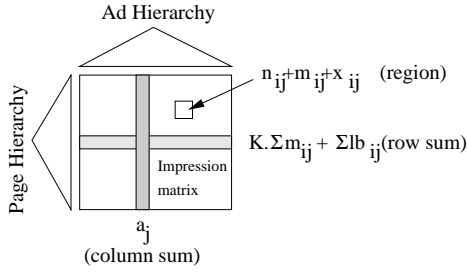 Ad Hierarchy
Page Hierarchy
n ij+m ij+x ij (region)
K.Σm ij + Σlb ij (row sum)
Impression
matrix
a j
(column sum)